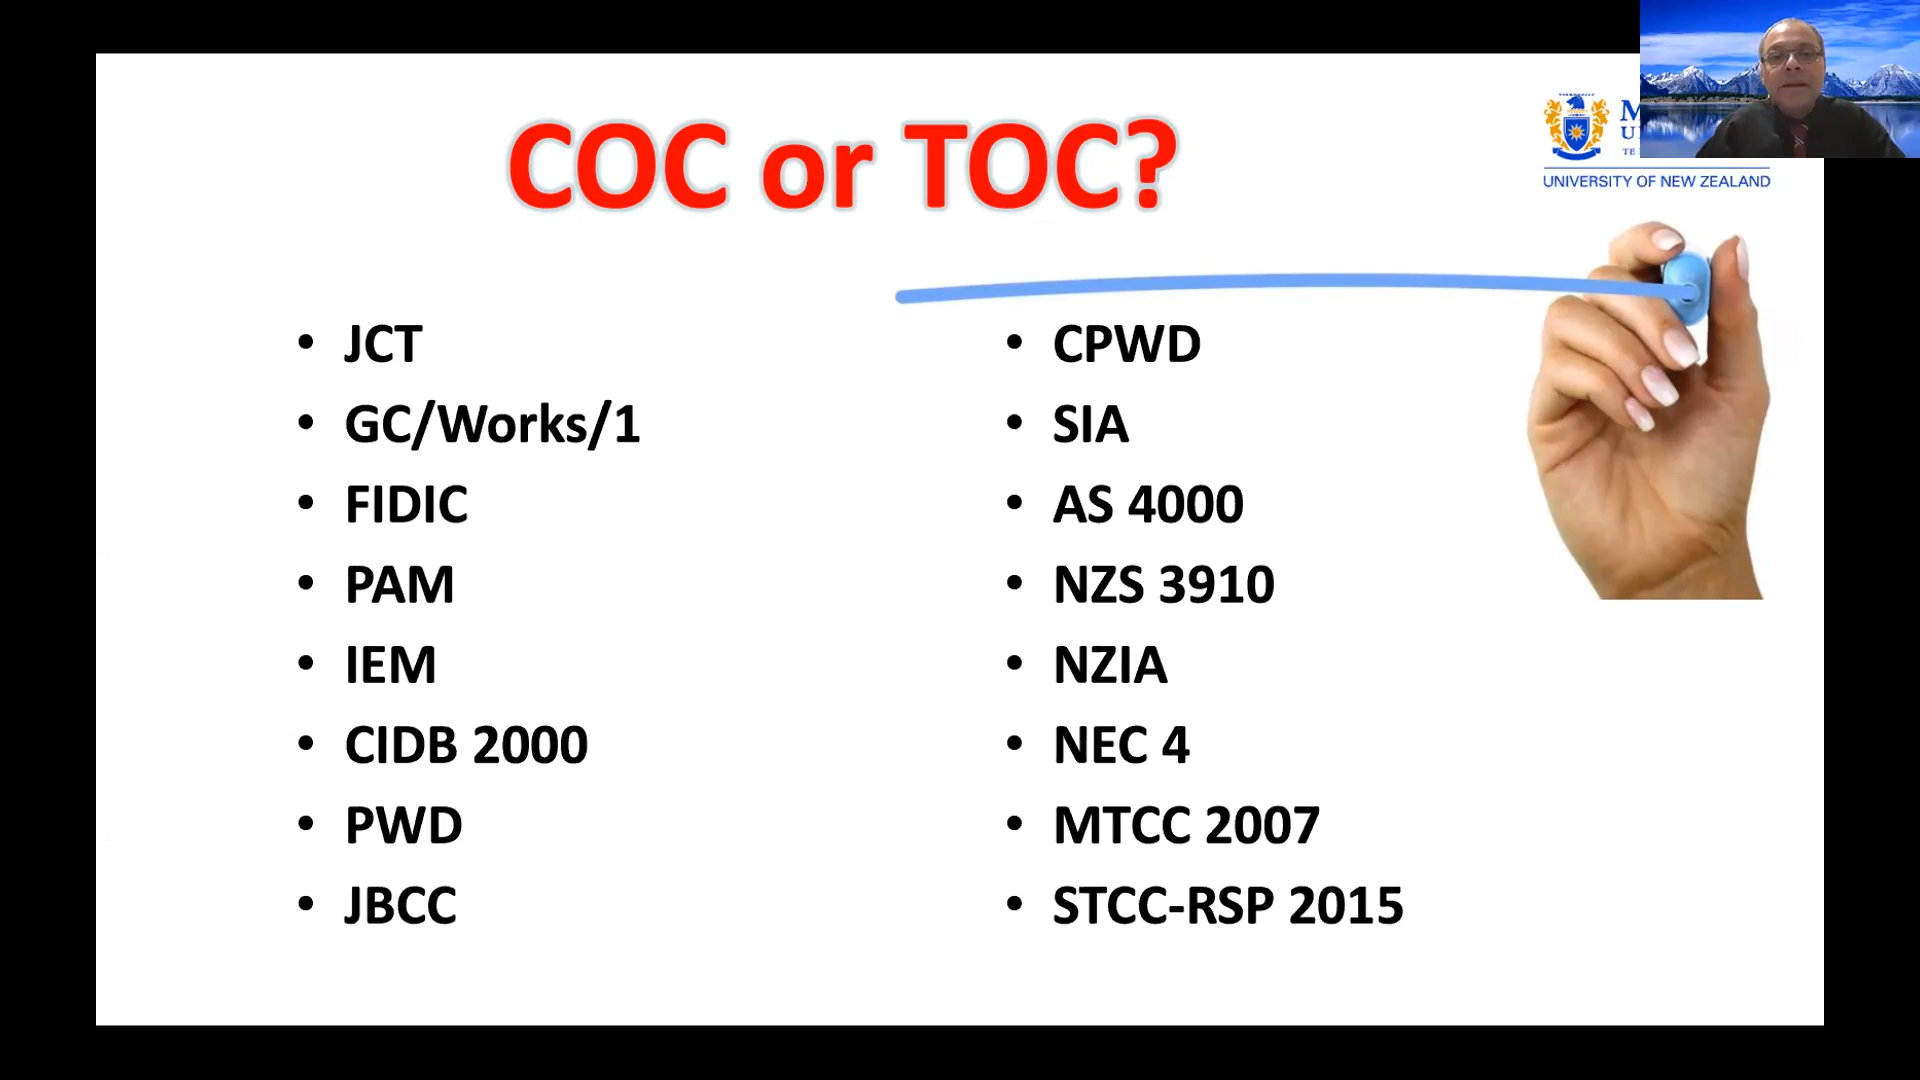 COC or TOC?
UNIVERSITY OF NEW ZEALAND
• JCT
• GC/Works/1
• FIDIC
• PAM
• IEM
• CIDB 2000
• PWD
• JBCC
• CPWD
• SIA
• AS 4000
• NZS 3910
• NZIA
• NEC 4
• MTCC 2007
• STCC-RSP 2015